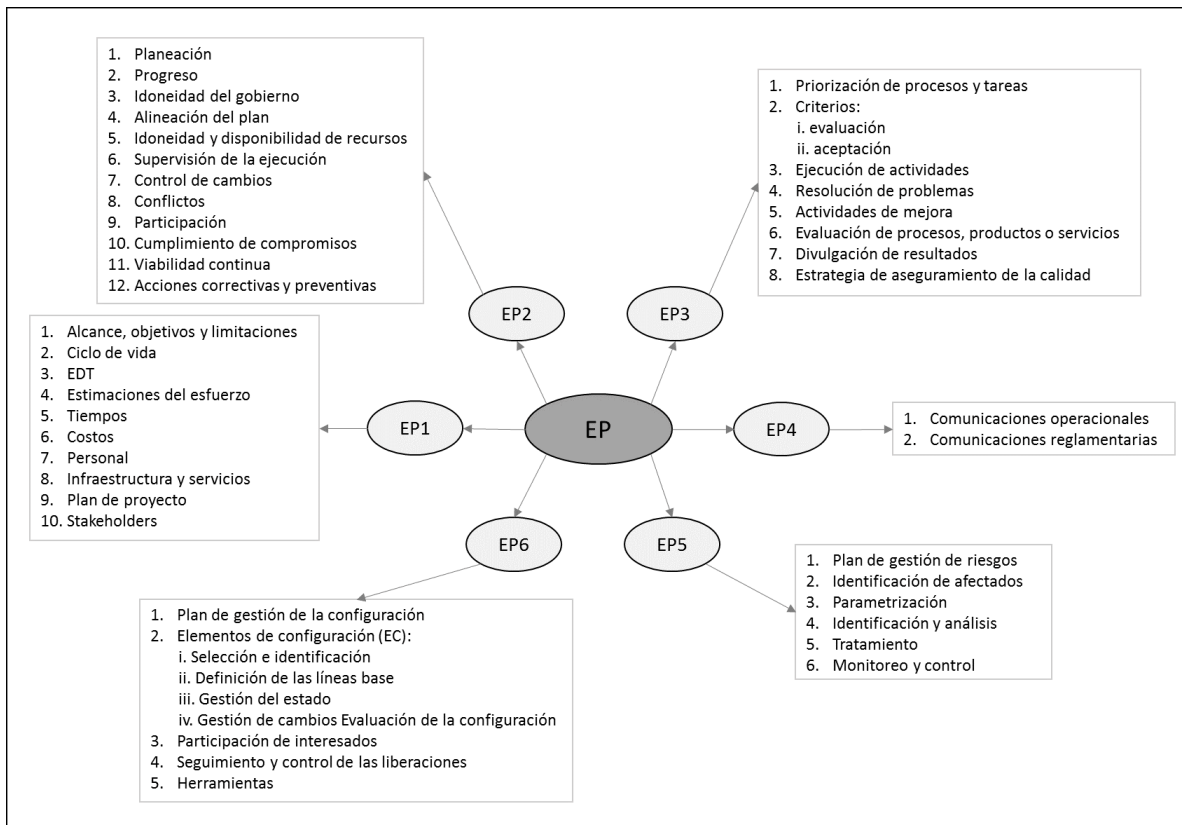 1. Planeación
2. Progreso
3. Idoneidad del gobierno
4. Alineación del plan
5. Idoneidad y disponibilidad de recursos
6. Supervisión de la ejecución
7. Control de cambios
8. Conflictos
9. Participación
10. Cumplimiento de compromisos
11. Viabilidad continua
12. Acciones correctivas y preventivas
1. Priorización de procesos y tareas
2. Criterios:
i. evaluación
ii. aceptación
3. Ejecución de actividades
4. Resolución de problemas
5. Actividades de mejora
6. Evaluación de procesos, productos o servicios
7. Divulgación de resultados
8. Estrategia de aseguramiento de la calidad
EP2
EP3
1. Alcance, objetivos y limitaciones
2. Ciclo de vida
3. EDT
4. Estimaciones del esfuerzo
5. Tiempos
6. Costos
7. Personal
8. Infraestructura y servicios
9. Plan de proyecto
10. Stakeholders
EP1
EP
EP4
1. Comunicaciones operacionales
2. Comunicaciones reglamentarias
EP6
EP5
1. Plan de gestión de la configuración
2. Elementos de configuración (EC):
i. Selección e identificación
ii. Definición de las líneas base
iii. Gestión del estado
iv. Gestión de cambios Evaluación de la configuración
3. Participación de interesados
4. Seguimiento y control de las liberaciones
5. Herramientas
1. Plan de gestión de riesgos
2. Identificación de afectados
3. Parametrización
4. Identificación y análisis
5. Tratamiento
6. Monitoreo y control